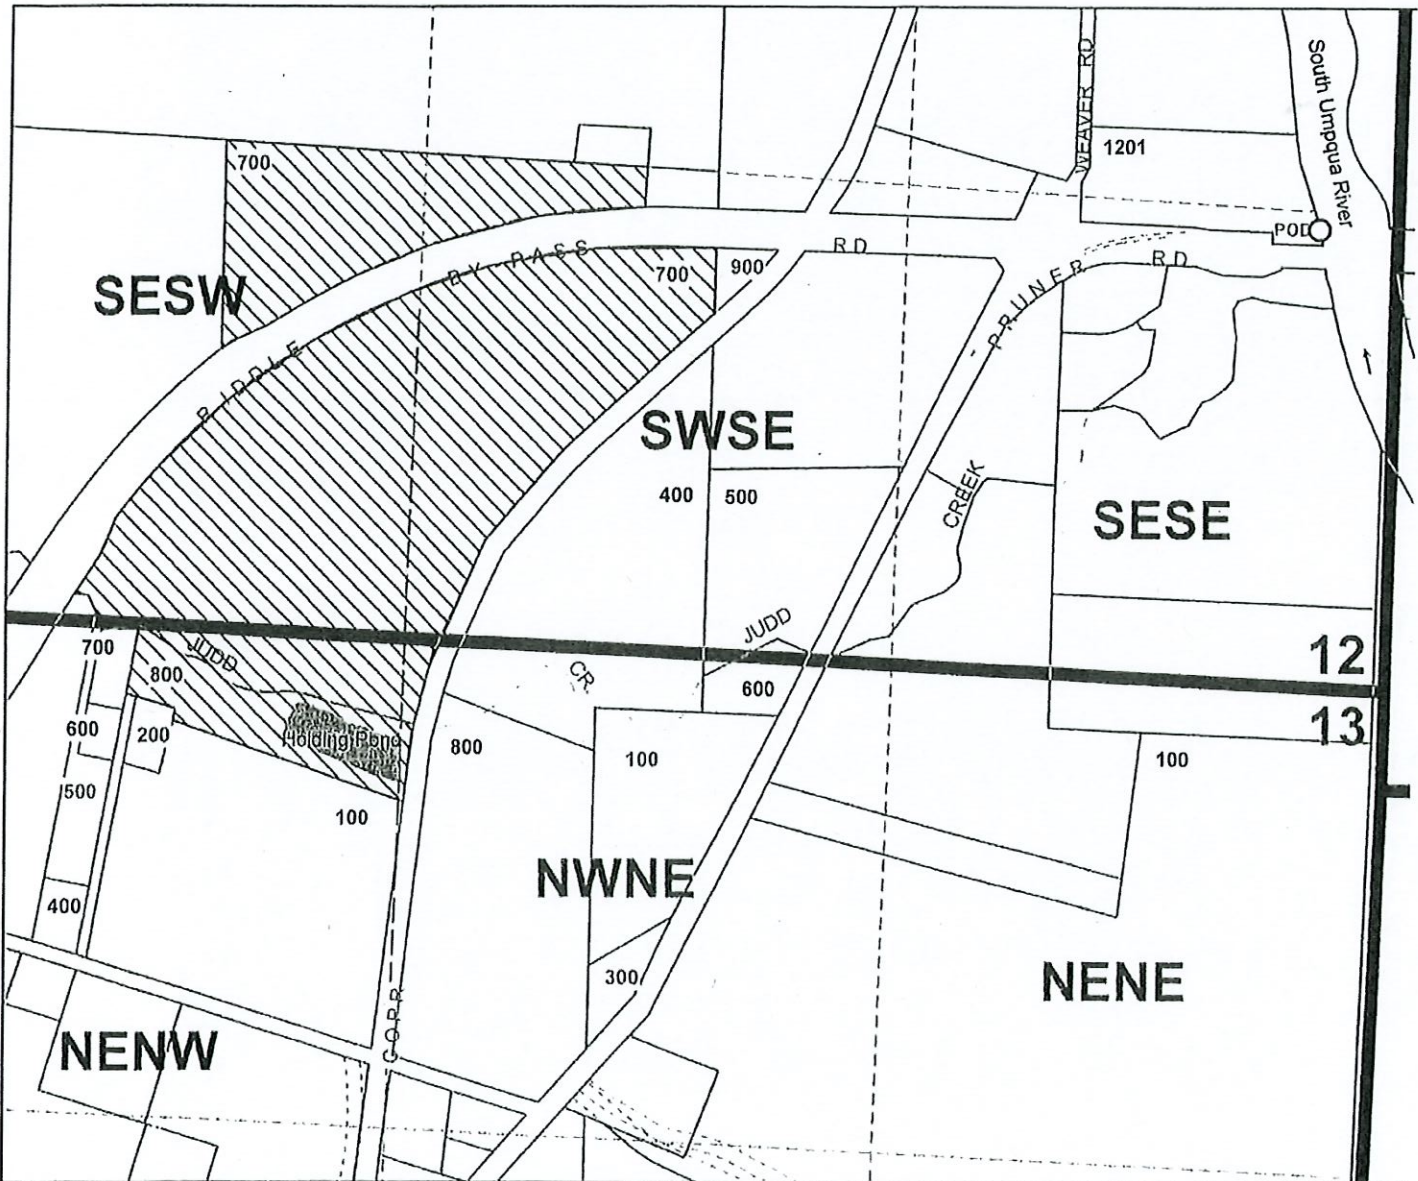 WEAVER RD
South Umpqua River
1201
700
POD
RD
RD
BY-PASS
700
900
PRUNER
SESW
RIDDLE
SWSE
400
500
CREEK
SESE
JUDD
12
700
JUDD
800
CR.
600
13
600
200
Holding Pond
800
100
100
500
100
NWNE
400
300
NENE
CORR
NENW